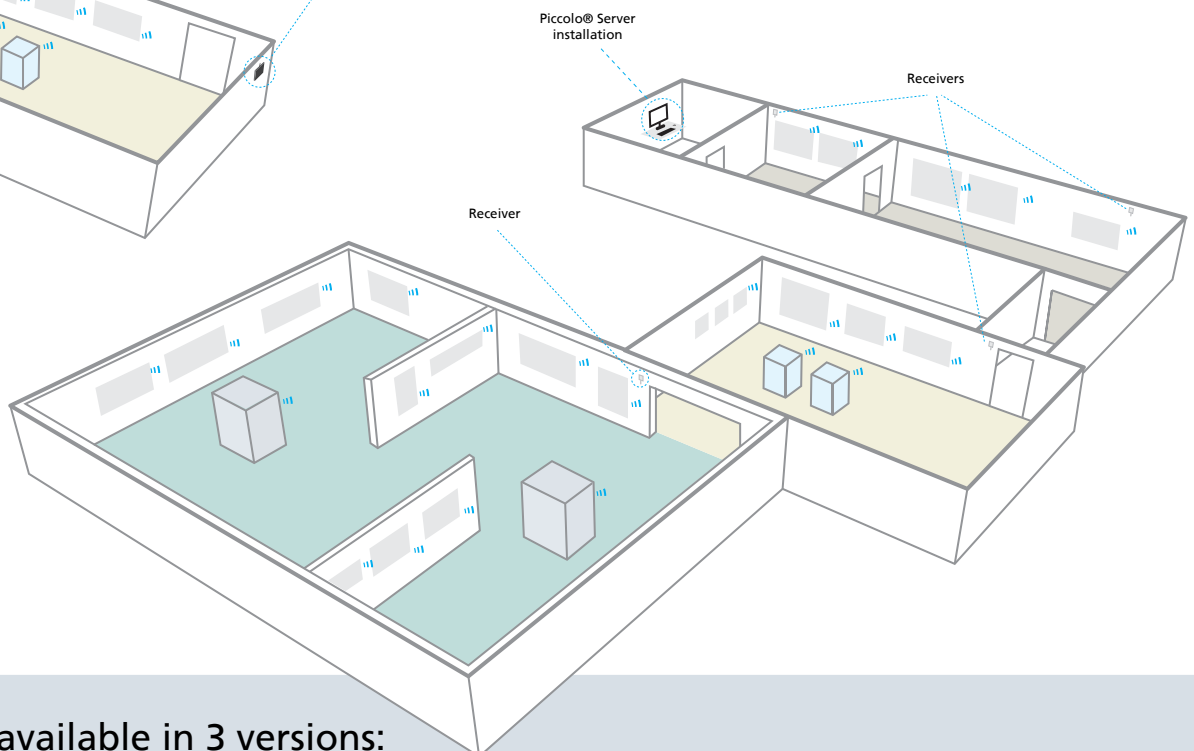 Piccolo® Server
installation
Receivers
Receiver
available in 3 versions: